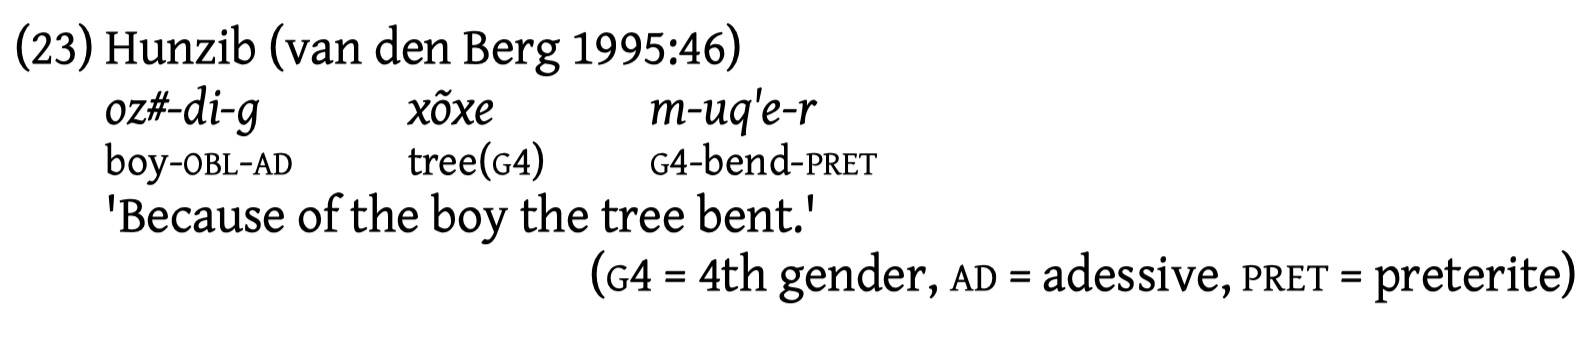 (23) Hunzib (van den Berg 1995:46)
oz#-di-g xõxe m-uq'e-r
boy-OBL-AD tree(G4) G4-bend-PRET
'Because of the boy the tree bent.'
(G4 = 4th gender, AD = adessive, PRET = preterite)